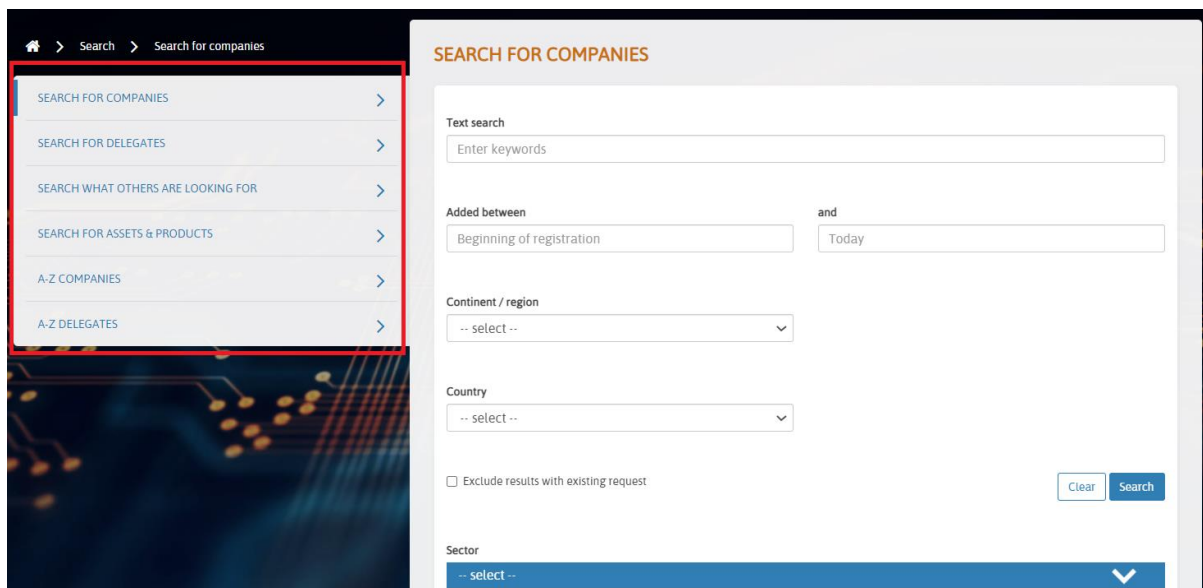 Search
Search for companies
SEARCH FOR COMPANIES
SEARCH FOR DELEGATES
SEARCH WHAT OTHERS ARE LOOKING FOR
SEARCH FOR ASSETS & PRODUCTS
A-Z COMPANIES
A-Z DELEGATES
SEARCH FOR COMPANIES
Text search
Enter keywords
Added between and
Beginning of registration Today
Continent / region
-- select --
Country
-- select --
Exclude results with existing request
Clear Search
Sector
-- select --